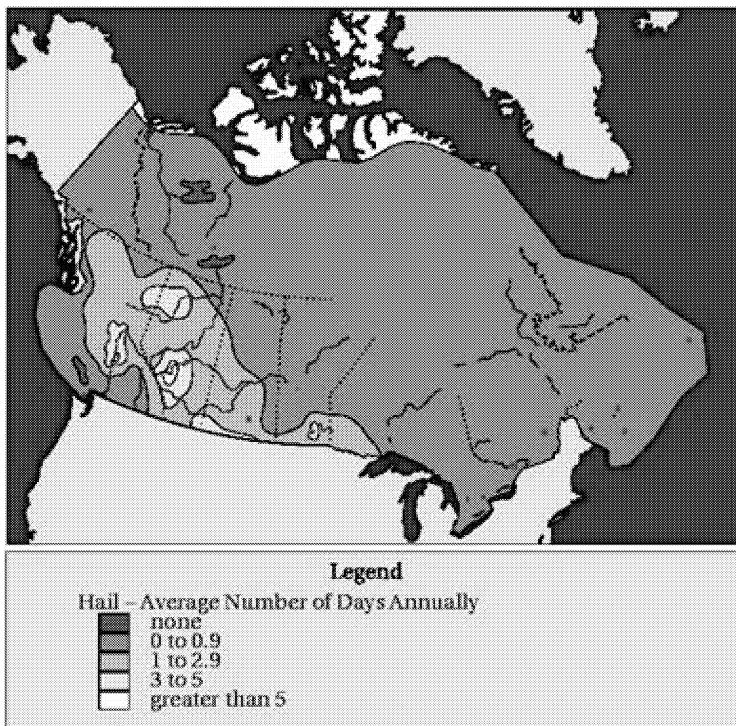 Legend
Hail – Average Number of Days Annually
none
0 to 0.9
1 to 2.9
3 to 5
greater than 5